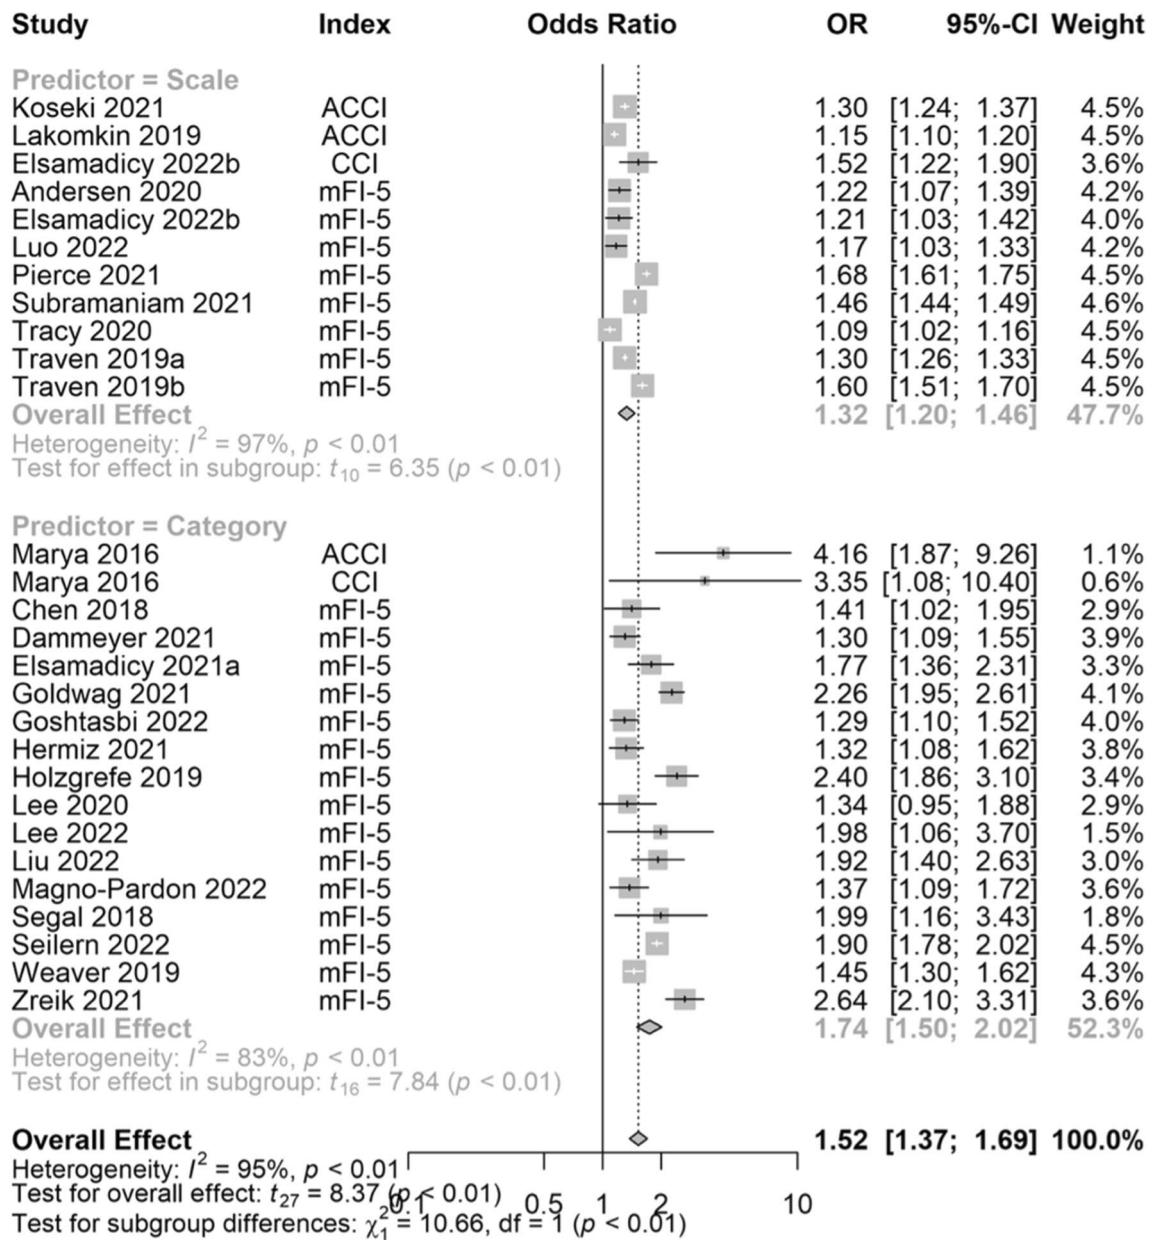 Study Index Odds Ratio OR 95%-CI Weight
Predictor = Scale
Koseki 2021 ACCI 1.30 [1.24; 1.37] 4.5%
Lakomkin 2019 ACCI 1.15 [1.10; 1.20] 4.5%
Elsamadicy 2022b CCI 1.52 [1.22; 1.90] 3.6%
Andersen 2020 mFI-5 1.22 [1.07; 1.39] 4.2%
Elsamadicy 2022b mFI-5 1.21 [1.03; 1.42] 4.0%
Luo 2022 mFI-5 1.17 [1.03; 1.33] 4.2%
Pierce 2021 mFI-5 1.68 [1.61; 1.75] 4.5%
Subramaniam 2021 mFI-5 1.46 [1.44; 1.49] 4.6%
Tracy 2020 mFI-5 1.09 [1.02; 1.16] 4.5%
Traven 2019a mFI-5 1.30 [1.26; 1.33] 4.5%
Traven 2019b mFI-5 1.60 [1.51; 1.70] 4.5%
Overall Effect 1.32 [1.20; 1.46] 47.7%
Heterogeneity: I² = 97%, p < 0.01
Test for effect in subgroup: t₁₀ = 6.35 (p < 0.01)
Predictor = Category
Marya 2016 ACCI 4.16 [1.87; 9.26] 1.1%
Marya 2016 CCI 3.35 [1.08; 10.40] 0.6%
Chen 2018 mFI-5 1.41 [1.02; 1.95] 2.9%
Dammeyer 2021 mFI-5 1.30 [1.09; 1.55] 3.9%
Elsamadicy 2021a mFI-5 1.77 [1.36; 2.31] 3.3%
Goldwag 2021 mFI-5 2.26 [1.95; 2.61] 4.1%
Goshtasbi 2022 mFI-5 1.29 [1.10; 1.52] 4.0%
Hermiz 2021 mFI-5 1.32 [1.08; 1.62] 3.8%
Holzgrefe 2019 mFI-5 2.40 [1.86; 3.10] 3.4%
Lee 2020 mFI-5 1.34 [0.95; 1.88] 2.9%
Lee 2022 mFI-5 1.98 [1.06; 3.70] 1.5%
Liu 2022 mFI-5 1.92 [1.40; 2.63] 3.0%
Magno-Pardon 2022 mFI-5 1.37 [1.09; 1.72] 3.6%
Segal 2018 mFI-5 1.99 [1.16; 3.43] 1.8%
Seilern 2022 mFI-5 1.90 [1.78; 2.02] 4.5%
Weaver 2019 mFI-5 1.45 [1.30; 1.62] 4.3%
Zreik 2021 mFI-5 2.64 [2.10; 3.31] 3.6%
Overall Effect 1.74 [1.50; 2.02] 52.3%
Heterogeneity: I² = 83%, p < 0.01
Test for effect in subgroup: t₁₆ = 7.84 (p < 0.01)
Overall Effect 1.52 [1.37; 1.69] 100.0%
Heterogeneity: I² = 95%, p < 0.01
Test for overall effect: t₂₇ = 8.37 (p < 0.01)
0.1 0.5 1 2 10
Test for subgroup differences: χ²₁ = 10.66, df = 1 (p < 0.01)